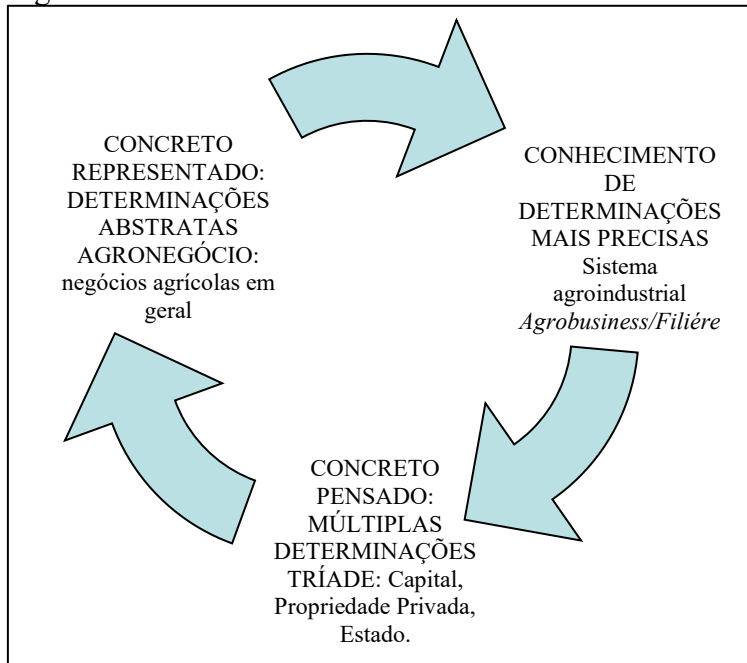 CONCRETO
REPRESENTADO:
DETERMINAÇÕES
ABSTRATAS
AGRONEGÓCIO:
negócios agrícolas em
geral
CONHECIMENTO
DE
DETERMINAÇÕES
MAIS PRECISAS
Sistema
agroindustrial
Agrobusiness/Filiére
CONCRETO
PENSADO:
MÚLTIPLAS
DETERMINAÇÕES
TRÍADE: Capital,
Propriedade Privada,
Estado.